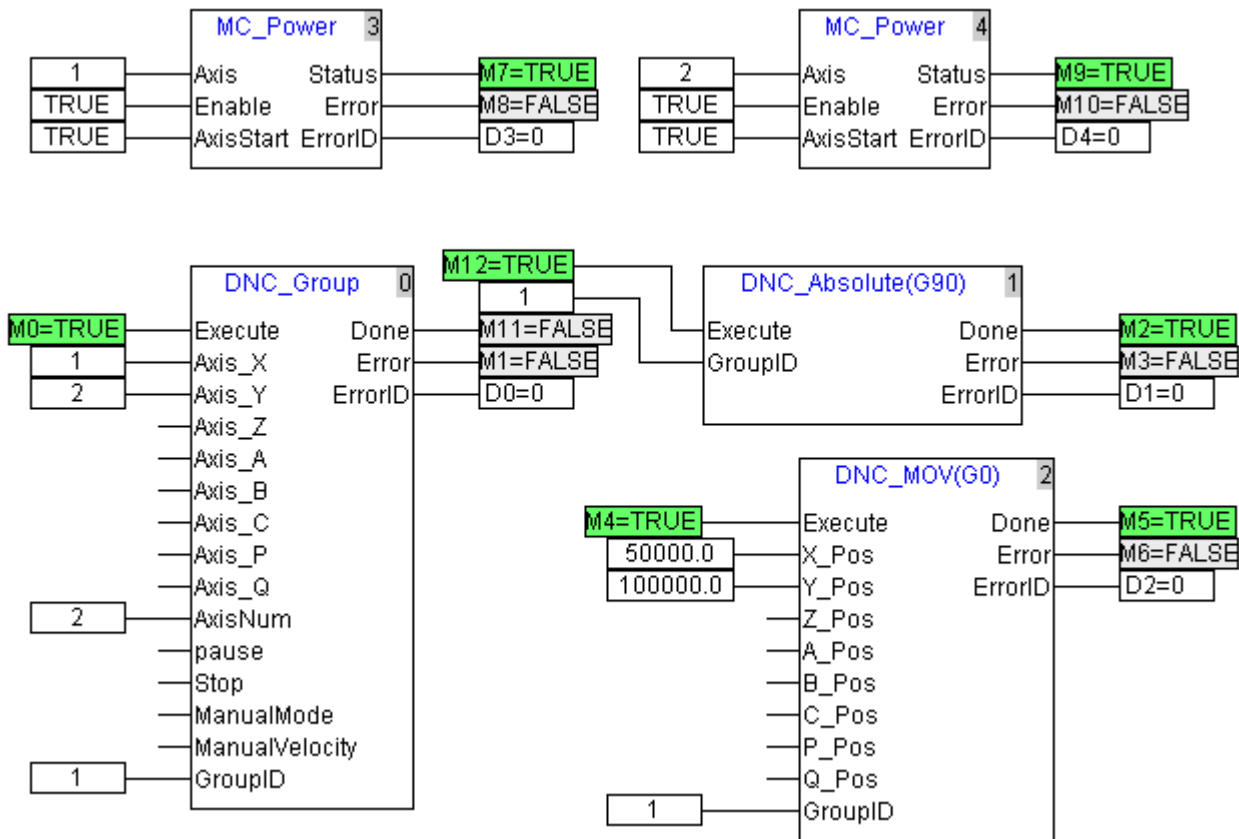 MC_Power 3
1 Axis Status M7=TRUE
TRUE Enable Error M8=FALSE
TRUE AxisStart ErrorID D3=0
MC_Power 4
2 Axis Status M9=TRUE
TRUE Enable Error M10=FALSE
TRUE AxisStart ErrorID D4=0
DNC_Group 0
M0=TRUE Execute Done M11=FALSE
1 Axis_X Error M1=FALSE
2 Axis_Y ErrorID D0=0
Axis_Z
Axis_A
Axis_B
Axis_C
Axis_P
Axis_Q
2 AxisNum
pause
Stop
ManualMode
ManualVelocity
1 GroupID
M12=TRUE
1
DNC_Absolute(G90) 1
Execute Done M2=TRUE
GroupID Error M3=FALSE
ErrorID D1=0
DNC_MOV(G0) 2
M4=TRUE Execute Done M5=TRUE
50000.0 X_Pos Error M6=FALSE
100000.0 Y_Pos ErrorID D2=0
Z_Pos
A_Pos
B_Pos
C_Pos
P_Pos
Q_Pos
1 GroupID